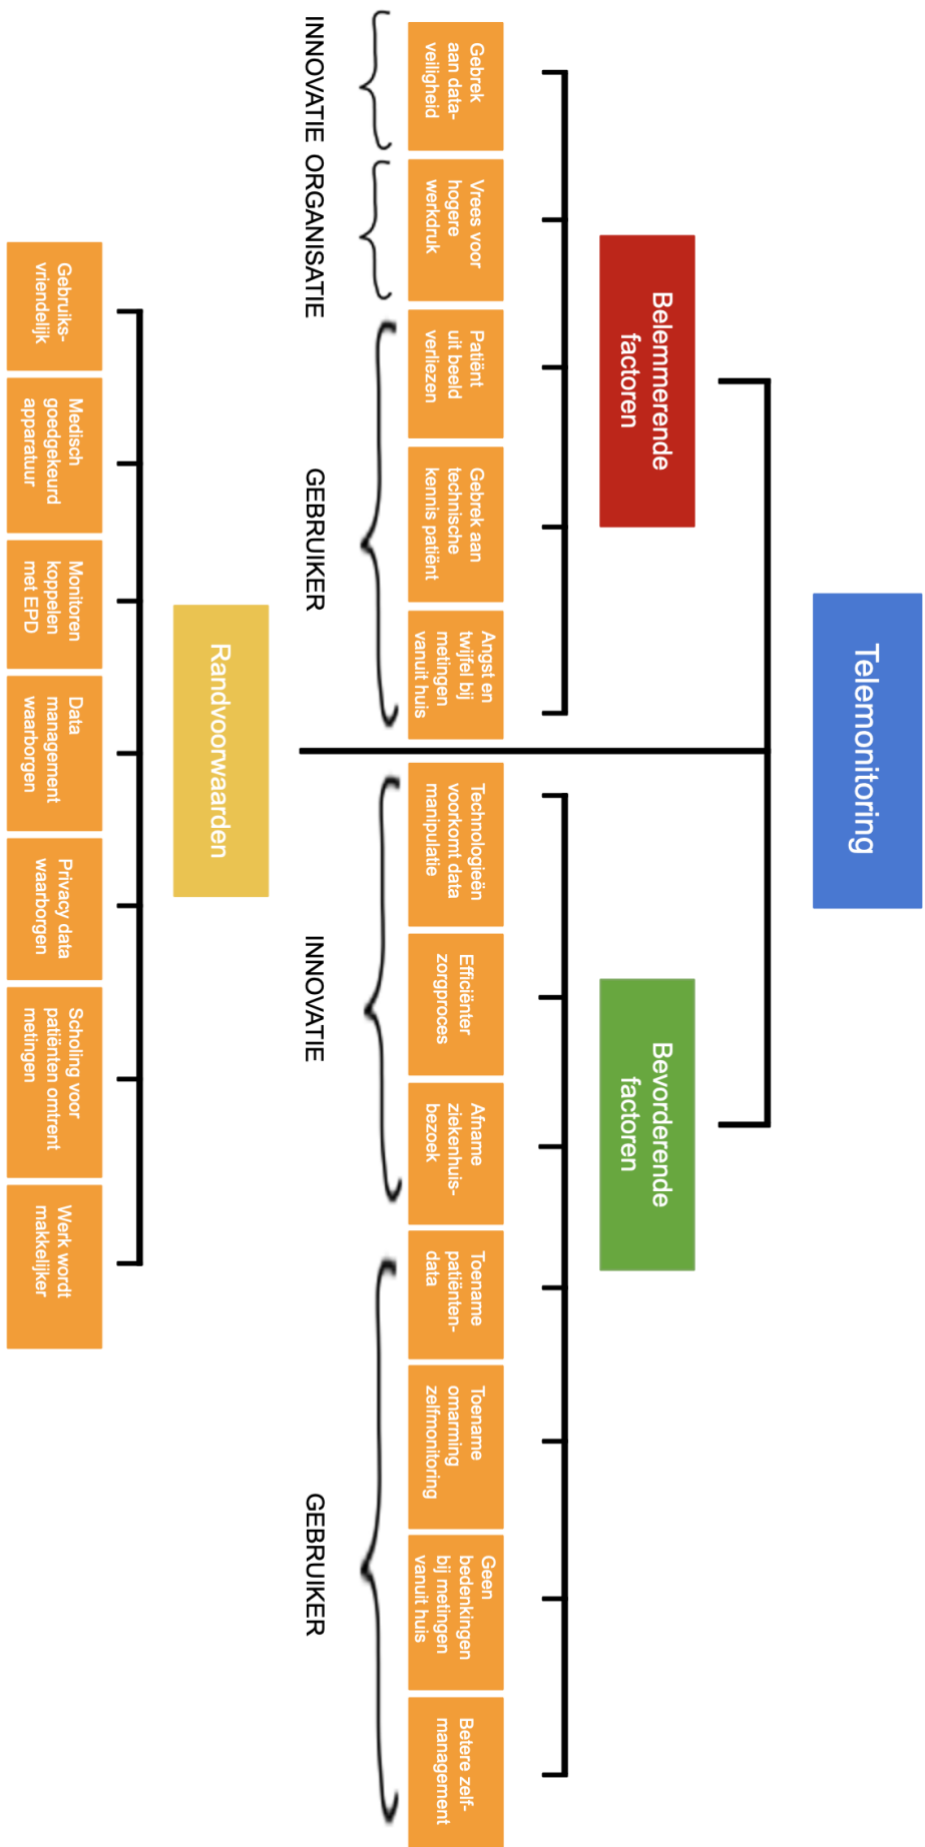 Telemonitoring
Belemmerende
factoren
Bevorderende
factoren
Gebrek
aan data-
veiligheid
Vrees voor
hogere
werkdruk
Patiënt
uit beeld
verliezen
Gebrek aan
technische
kennis patiënt
Angst en
twijfel bij
metingen
vanuit huis
Technologieën
voorkomt data
manipulatie
Efficiënter
zorgproces
Afname
ziekenhuis-
bezoek
Toename
patiënten-
data
Toename
omarming
zelfmonitoring
Geen
bedenkingen
bij metingen
vanuit huis
Betere zelf-
management
INNOVATIE
ORGANISATIE
GEBRUIKER
INNOVATIE
GEBRUIKER
Randvoorwaarden
Gebruiks-
vriendelijk
Medisch
goedgekeurd
apparatuur
Monitoren
koppelen
met EPD
Data
management
waarborgen
Privacy data
waarborgen
Scholing voor
patiënten omtrent
metingen
Werk wordt
makkelijker